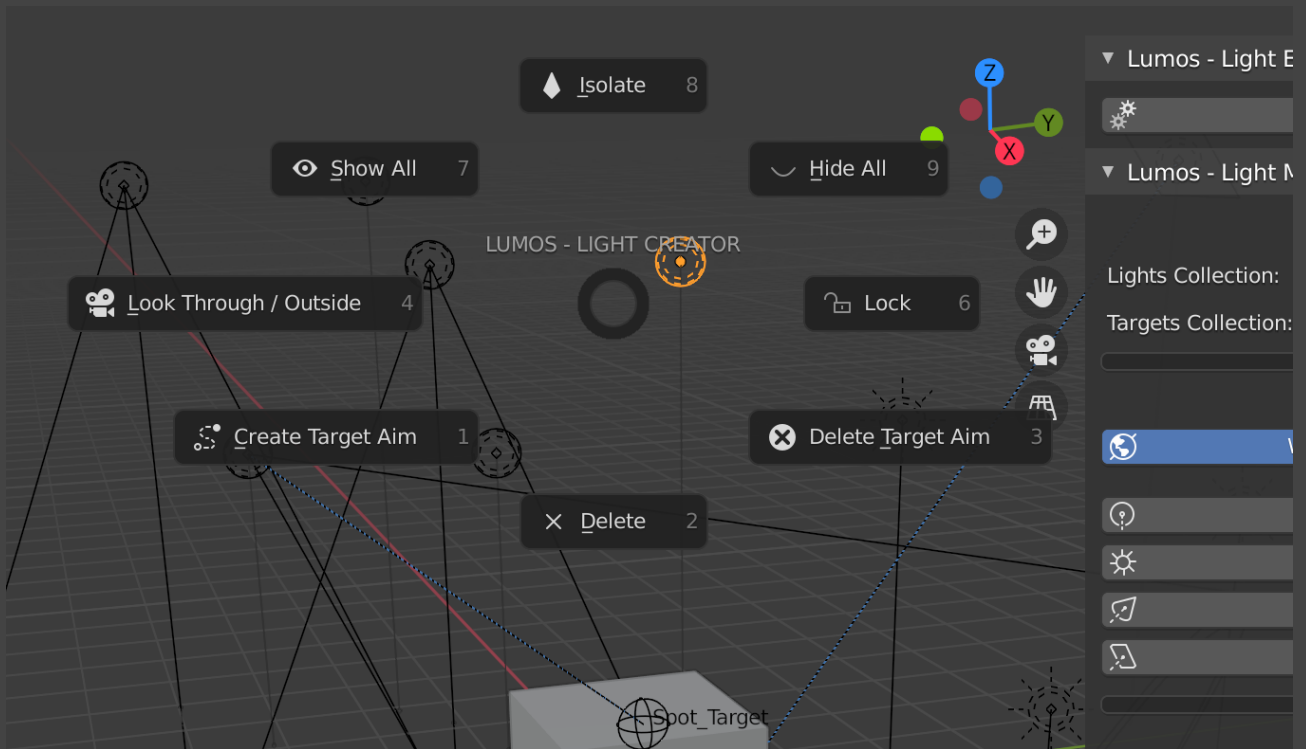 Isolate 8
Show All 7
Hide All 9
LUMOS - LIGHT CREATOR
Look Through / Outside 4
Lock 6
Create Target Aim 1
Delete Target Aim 3
Delete 2
Spot_Target
Z
Y
X
Lumos - Light E
Lumos - Light M
Lights Collection:
Targets Collection: